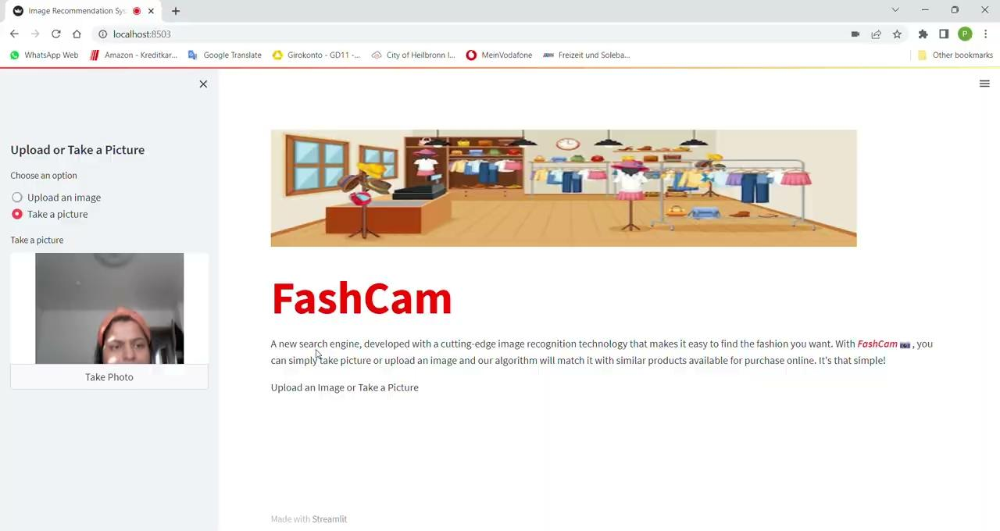 Image Recommendation Sys
localhost:8503
P
WhatsApp Web
Amazon - Kreditkar...
Google Translate
Girokonto - GD11 -...
City of Heilbronn I...
MeinVodafone
Freizeit und Soleba...
Other bookmarks
Upload or Take a Picture
Choose an option
Upload an image
Take a picture
Take a picture
Take Photo
FashCam
A new search engine, developed with a cutting-edge image recognition technology that makes it easy to find the fashion you want. With FashCam 📷 , you
can simply take picture or upload an image and our algorithm will match it with similar products available for purchase online. It's that simple!
Upload an Image or Take a Picture
Made with Streamlit